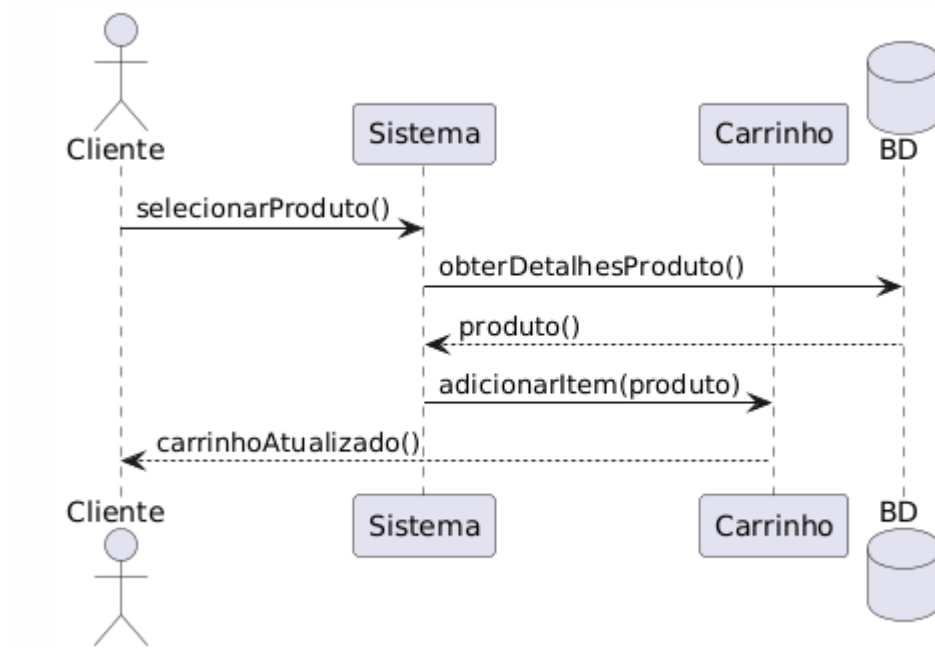 Cliente
Sistema
Carrinho
BD
selecionarProduto()
obterDetalhesProduto()
produto()
adicionarItem(produto)
carrinhoAtualizado()
Cliente
Sistema
Carrinho
BD